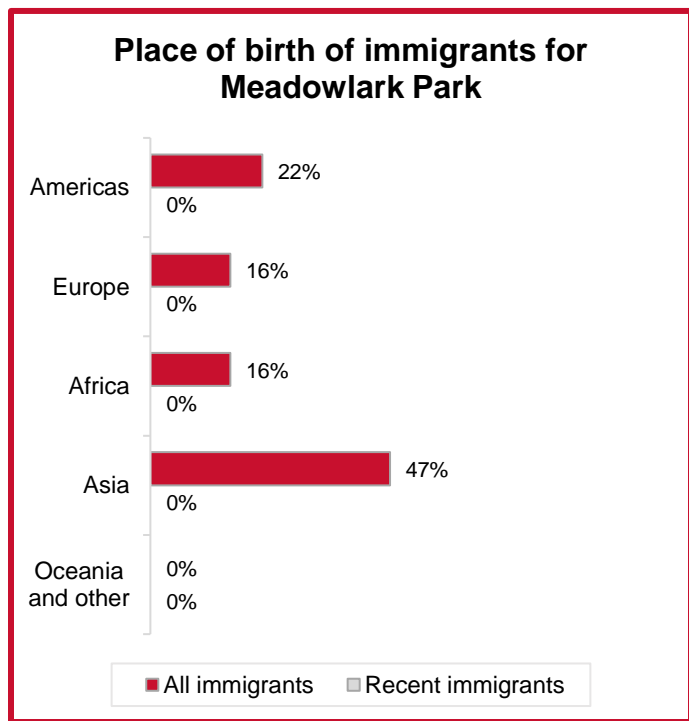 Place of birth of immigrants for
Meadowlark Park
Americas
22%
0%
Europe
16%
0%
Africa
16%
0%
Asia
47%
0%
Oceania
and other
0%
0%
All immigrants
Recent immigrants